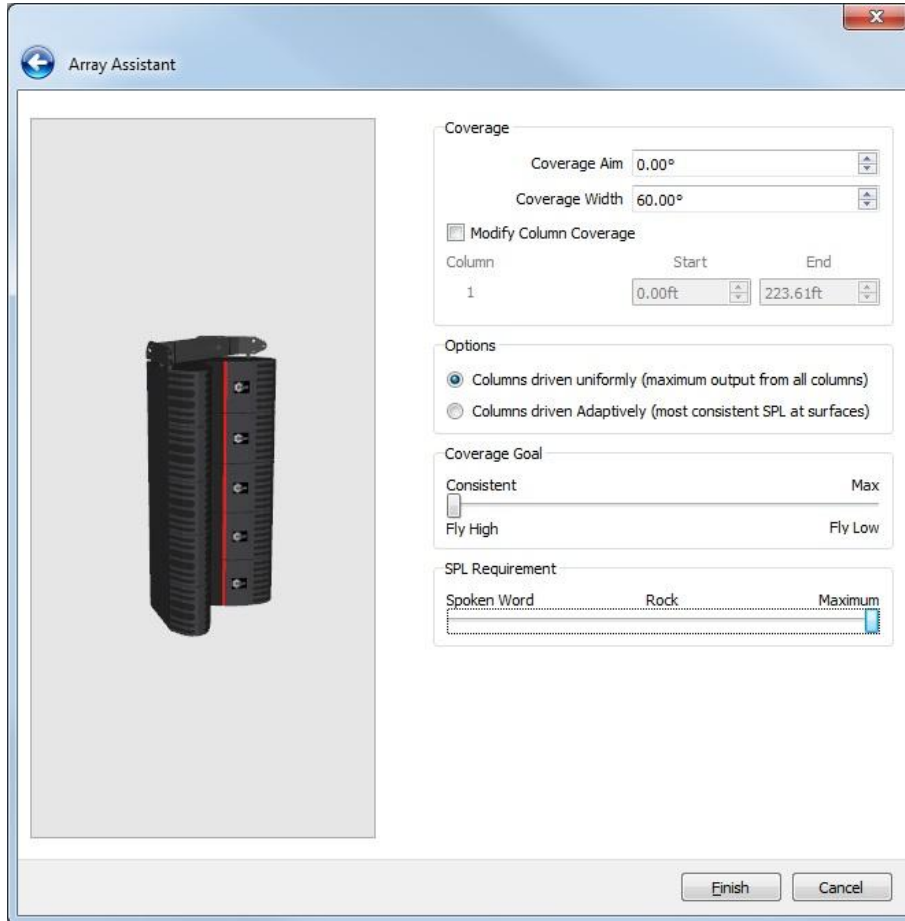 Array Assistant
Coverage
Coverage Aim 0.00°
Coverage Width 60.00°
Modify Column Coverage
Column Start End
1 0.00ft 223.61ft
Options
Columns driven uniformly (maximum output from all columns)
Columns driven Adaptively (most consistent SPL at surfaces)
Coverage Goal
Consistent Max
Fly High Fly Low
SPL Requirement
Spoken Word Rock Maximum
Finish Cancel